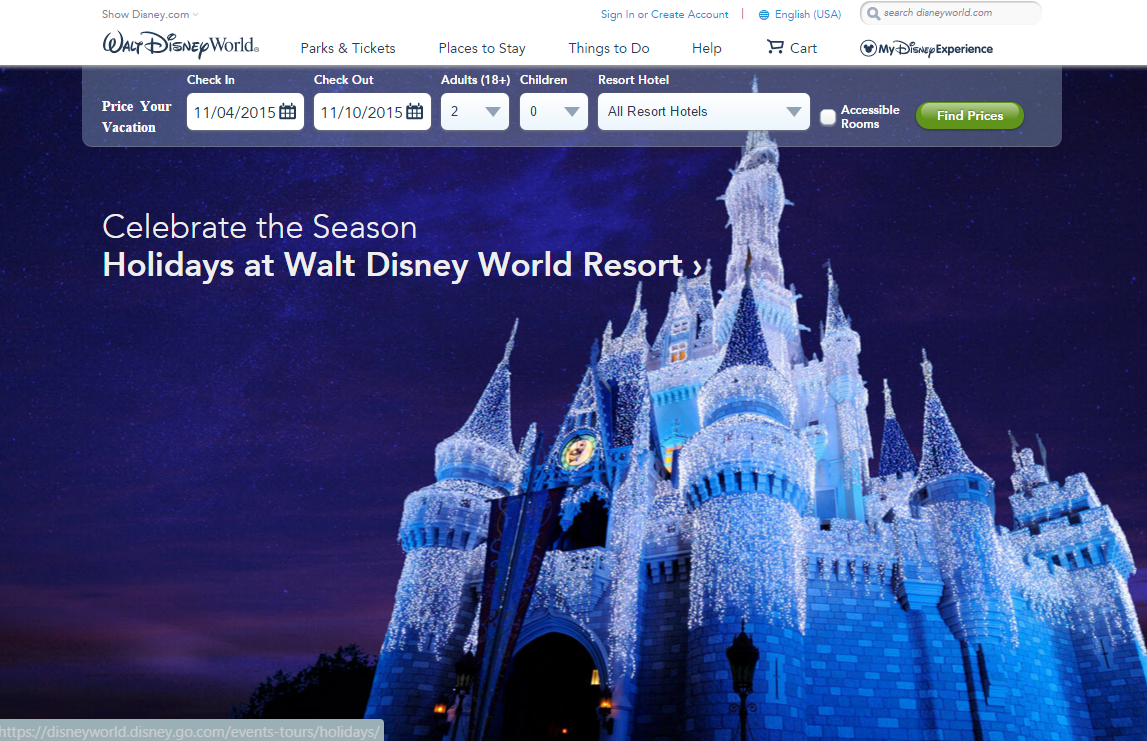 Show Disney.com
Sign In or Create Account | English (USA)
search disneyworld.com
Walt Disney World
Parks & Tickets
Places to Stay
Things to Do
Help
Cart
My Disney Experience
Price Your
Vacation
Check In
11/04/2015
Check Out
11/10/2015
Adults (18+)
2
Children
0
Resort Hotel
All Resort Hotels
Accessible
Rooms
Find Prices
Celebrate the Season
Holidays at Walt Disney World Resort ›
https://disneyworld.disney.go.com/events-tours/holidays/